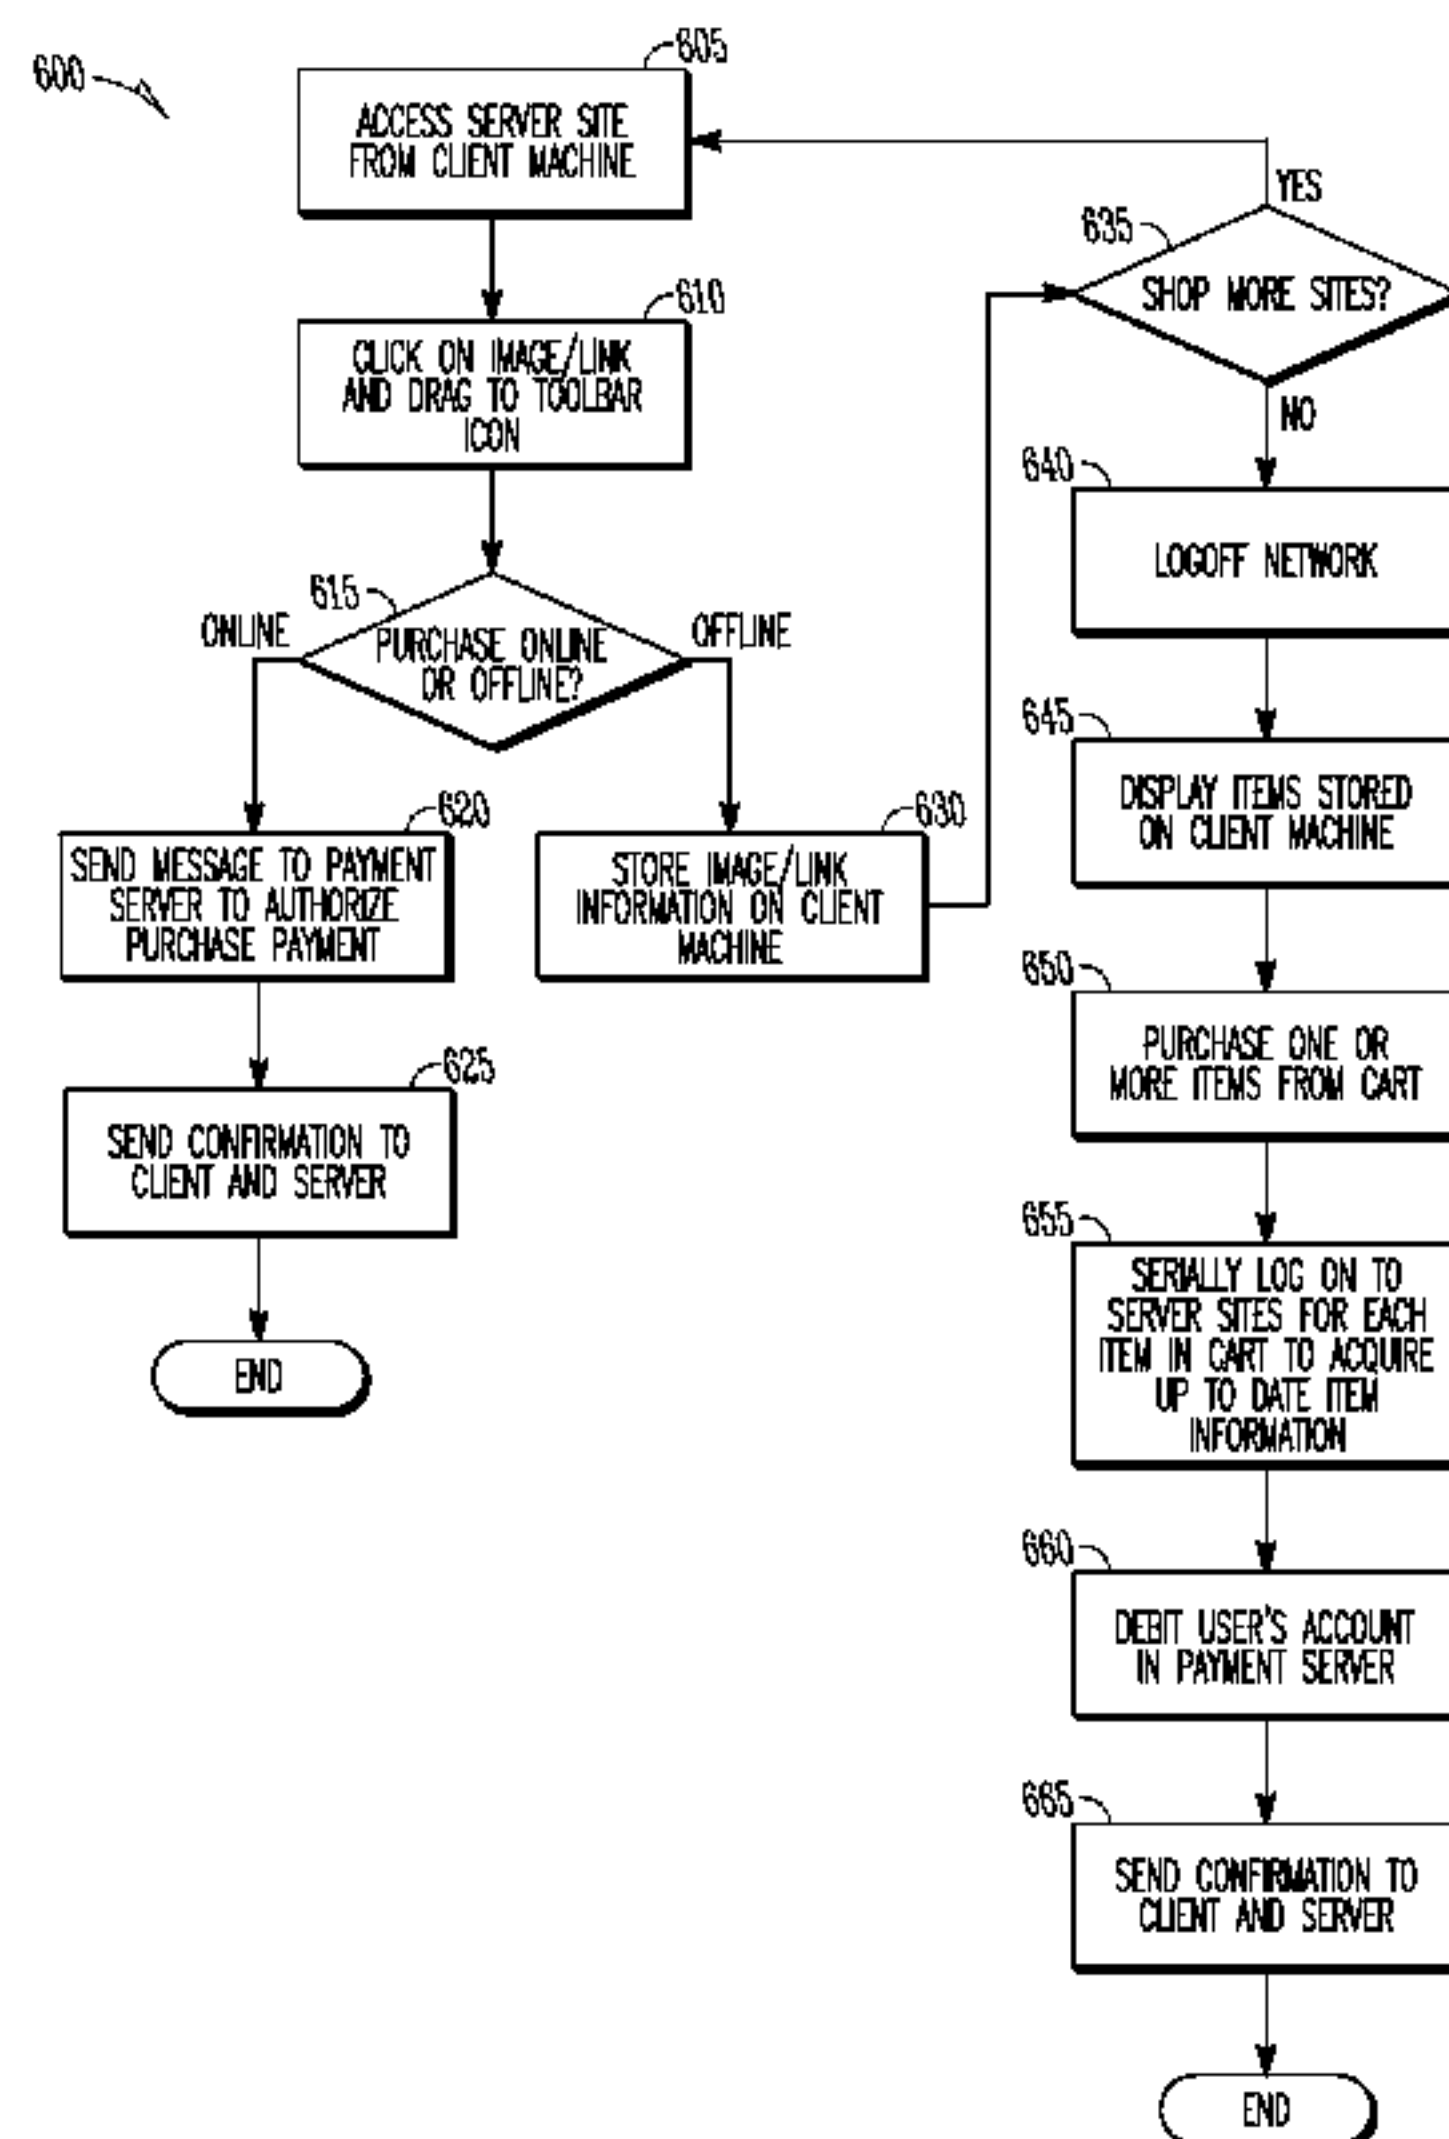 600
605
ACCESS SERVER SITE
FROM CLIENT MACHINE
610
CLICK ON IMAGE/LINK
AND DRAG TO TOOLBAR
ICON
615
ONLINE
PURCHASE ONLINE
OR OFFLINE?
OFFLINE
620
SEND MESSAGE TO PAYMENT
SERVER TO AUTHORIZE
PURCHASE PAYMENT
625
SEND CONFIRMATION TO
CLIENT AND SERVER
END
630
STORE IMAGE/LINK
INFORMATION ON CLIENT
MACHINE
635
YES
SHOP MORE SITES?
NO
640
LOGOFF NETWORK
645
DISPLAY ITEMS STORED
ON CLIENT MACHINE
650
PURCHASE ONE OR
MORE ITEMS FROM CART
655
SERIALLY LOG ON TO
SERVER SITES FOR EACH
ITEM IN CART TO ACQUIRE
UP TO DATE ITEM
INFORMATION
660
DEBIT USER'S ACCOUNT
IN PAYMENT SERVER
665
SEND CONFIRMATION TO
CLIENT AND SERVER
END